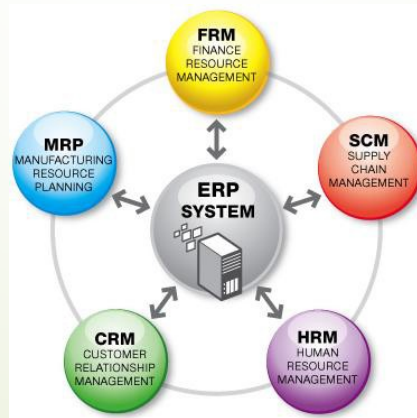 FRM
FINANCE
RESOURCE
MANAGEMENT
MRP
MANUFACTURING
RESOURCE
PLANNING
SCM
SUPPLY
CHAIN
MANAGEMENT
ERP
SYSTEM
CRM
CUSTOMER
RELATIONSHIP
MANAGEMENT
HRM
HUMAN
RESOURCE
MANAGEMENT